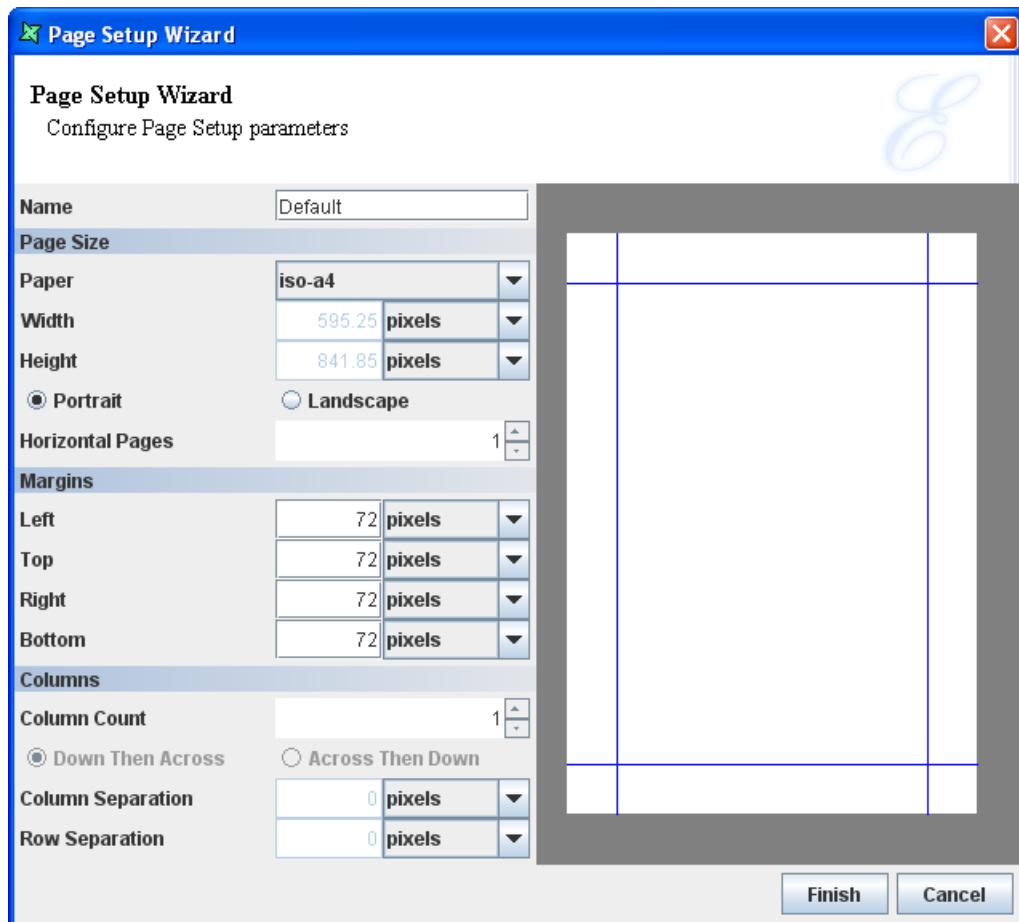 Page Setup Wizard
Page Setup Wizard
Configure Page Setup parameters
Name Default
Page Size
Paper iso-a4
Width 595.25 pixels
Height 841.85 pixels
Portrait Landscape
Horizontal Pages 1
Margins
Left 72 pixels
Top 72 pixels
Right 72 pixels
Bottom 72 pixels
Columns
Column Count 1
Down Then Across Across Then Down
Column Separation 0 pixels
Row Separation 0 pixels
Finish Cancel